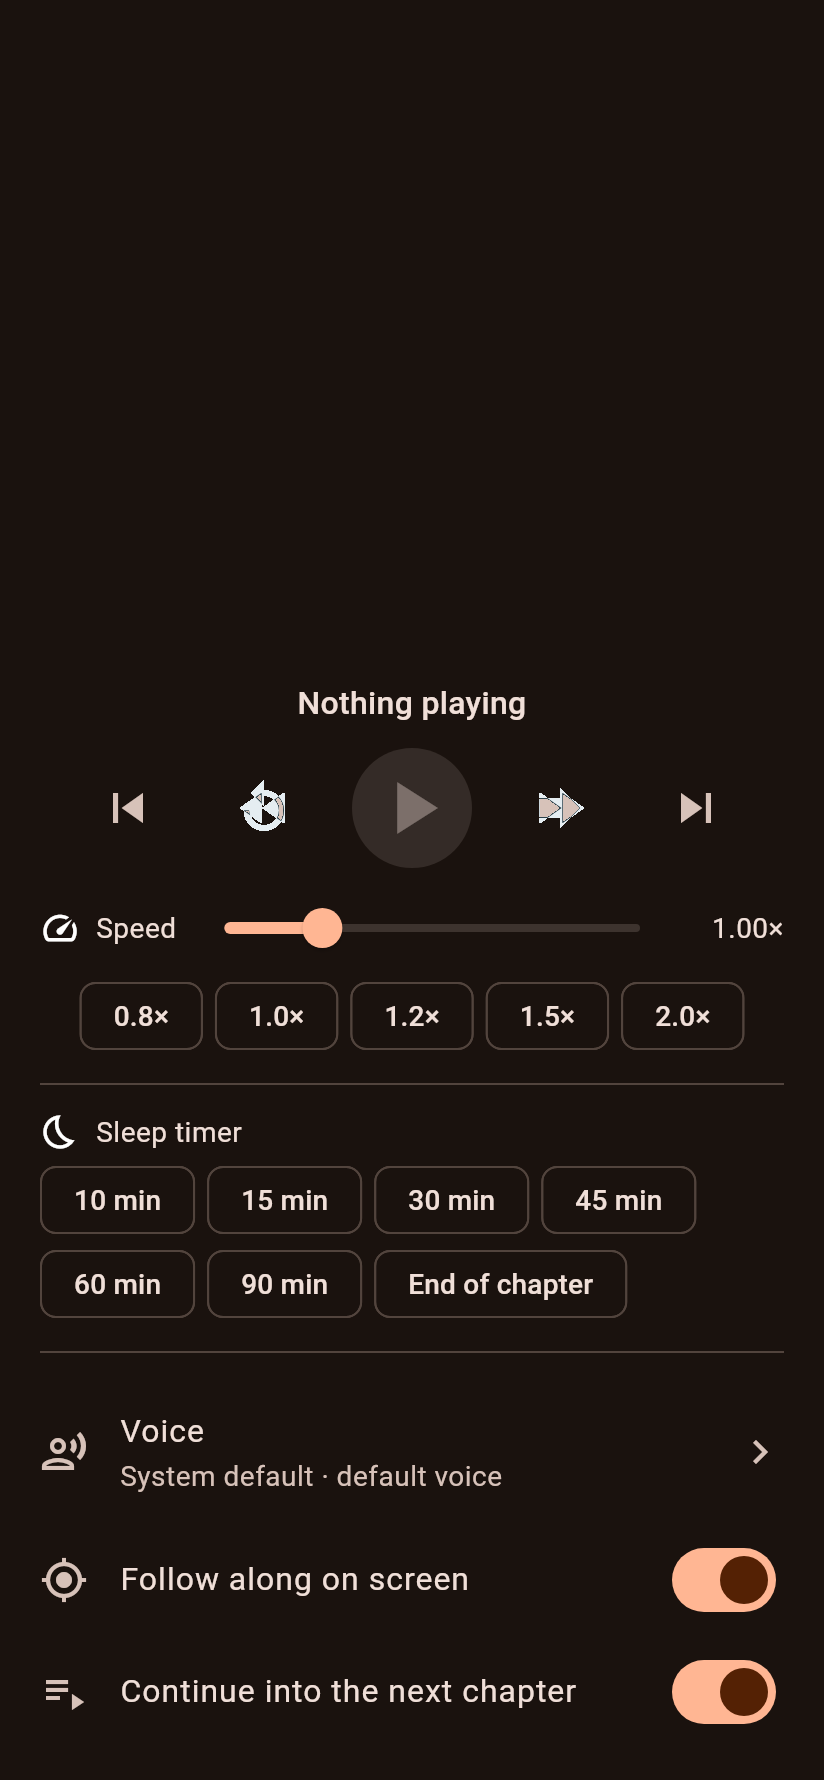 Nothing playing
Speed
1.00×
0.8×
1.0×
1.2×
1.5×
2.0×
Sleep timer
10 min
15 min
30 min
45 min
60 min
90 min
End of chapter
Voice
System default · default voice
Follow along on screen
Continue into the next chapter